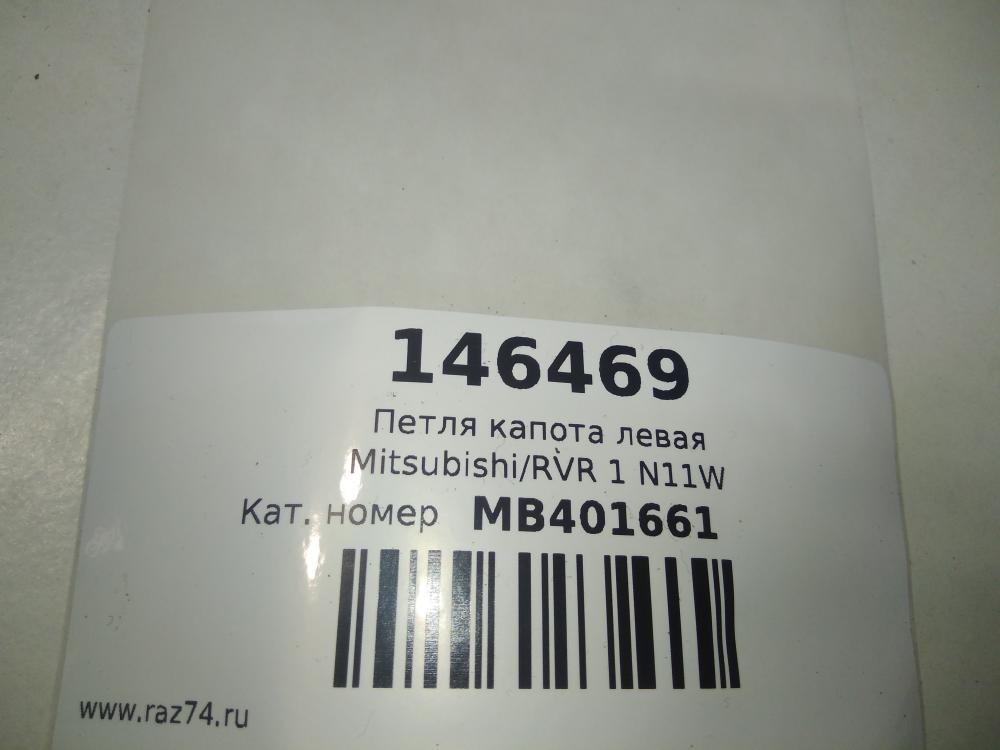 146469
Петля капота левая
Mitsubishi/RVR 1 N11W
Кат. номер MB401661
www.raz74.ru